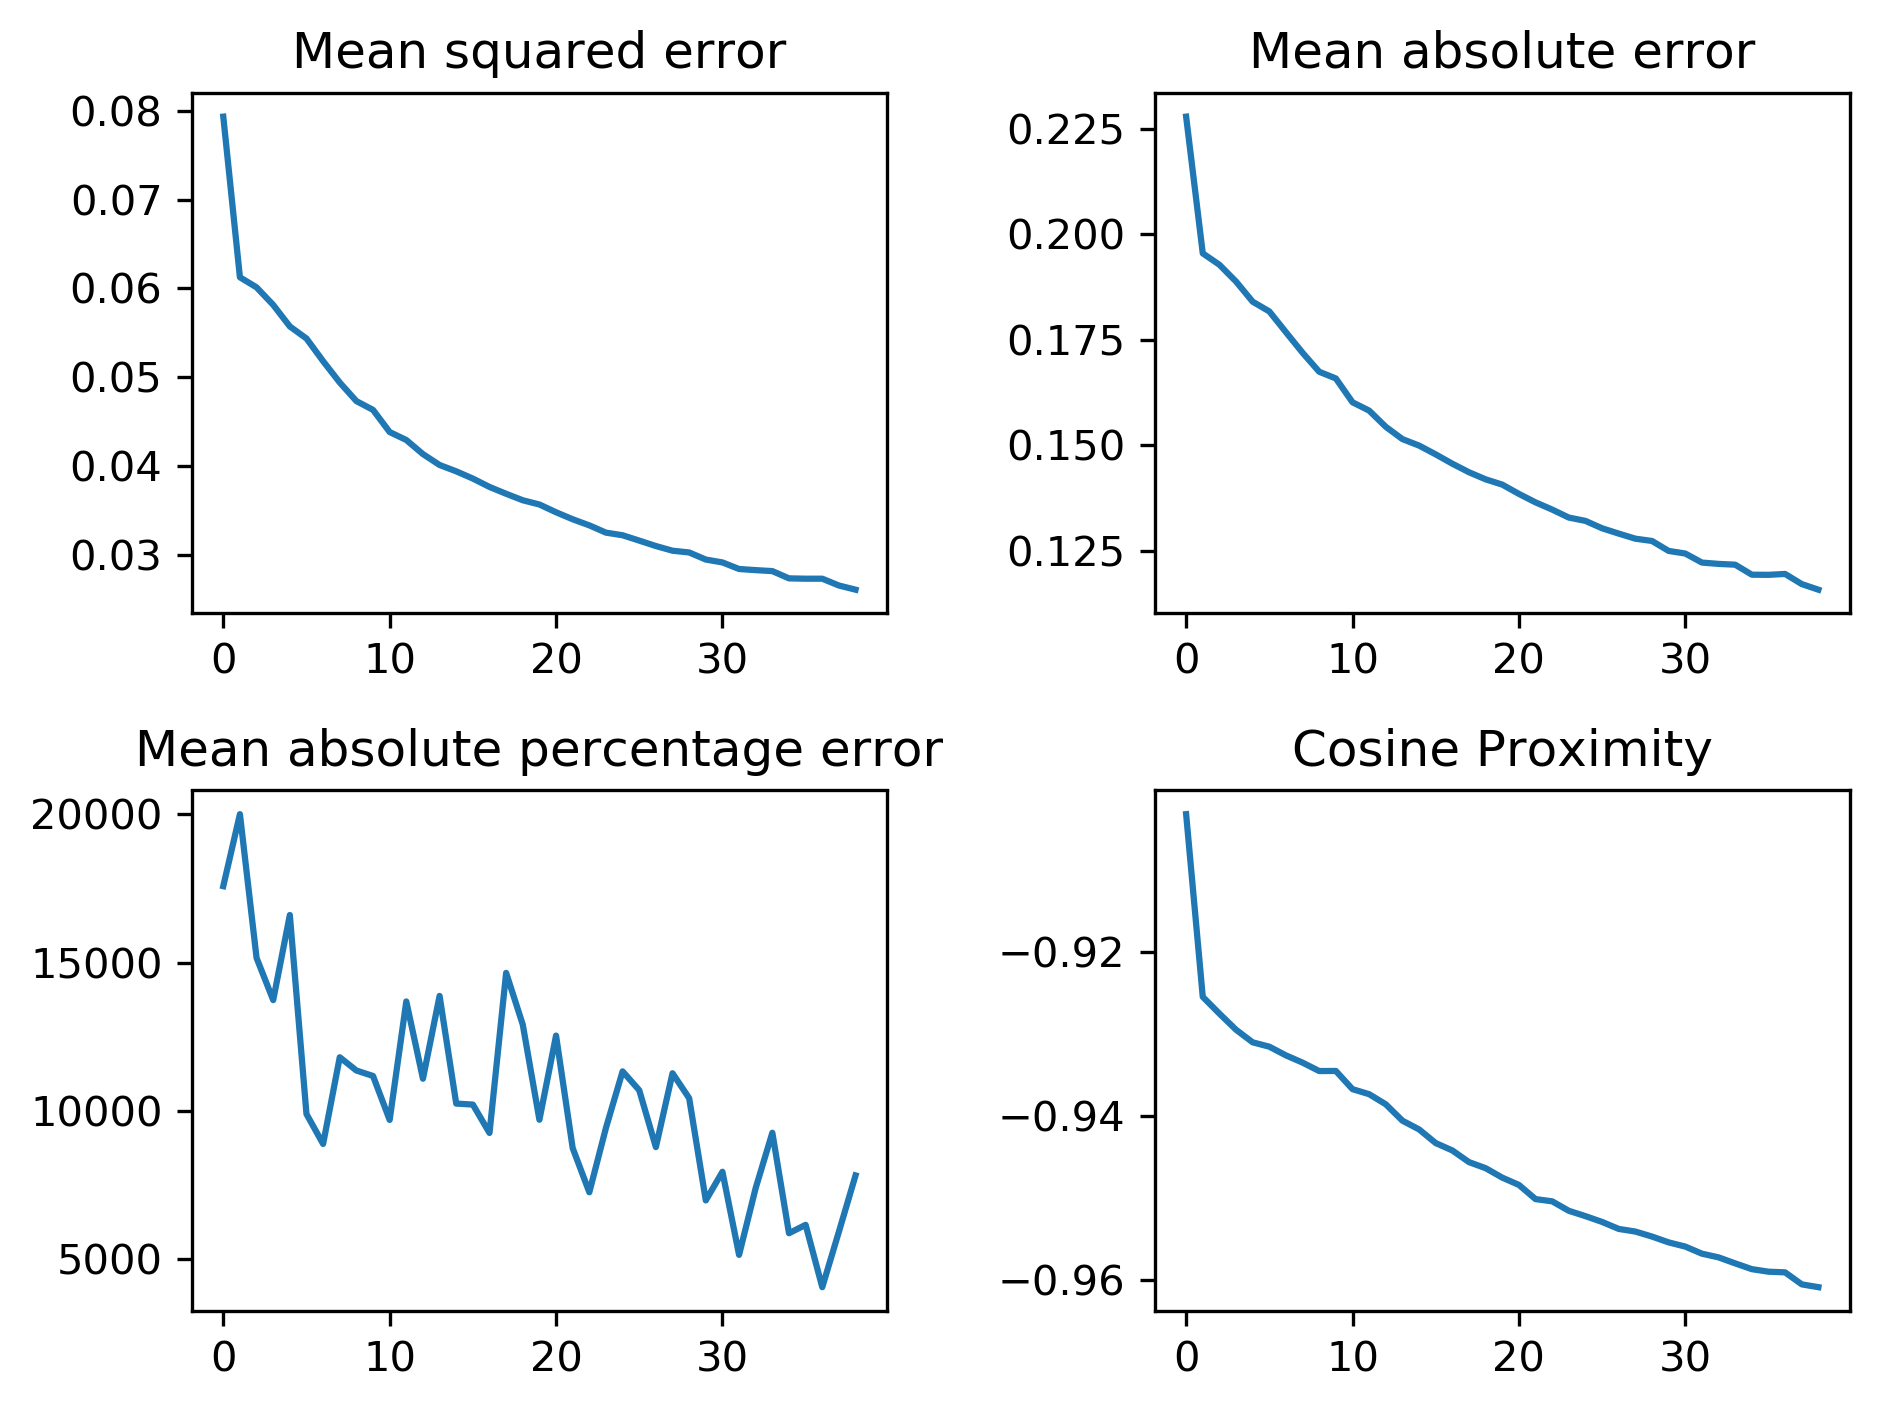 Mean squared error
0.08
0.07
0.06
0.05
0.04
0.03
0 10 20 30
Mean absolute error
0.225
0.200
0.175
0.150
0.125
0 10 20 30
Mean absolute percentage error
20000
15000
10000
5000
0 10 20 30
Cosine Proximity
−0.92
−0.94
−0.96
0 10 20 30